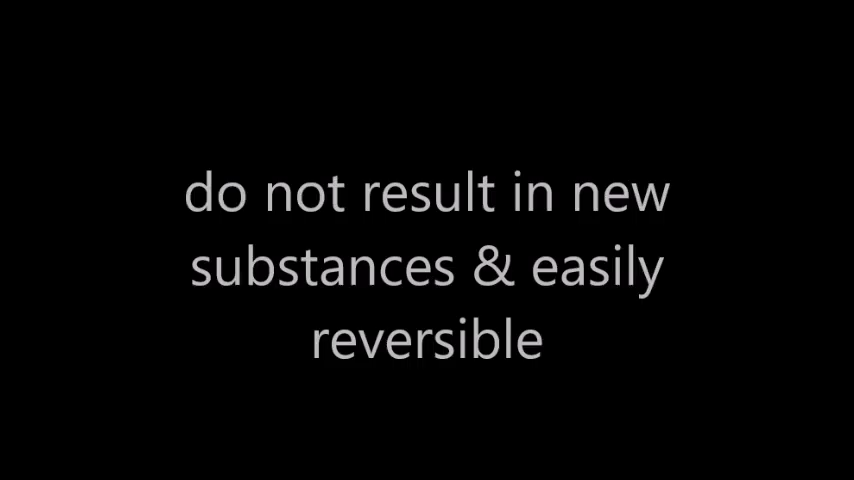 do not result in new
substances & easily
reversible